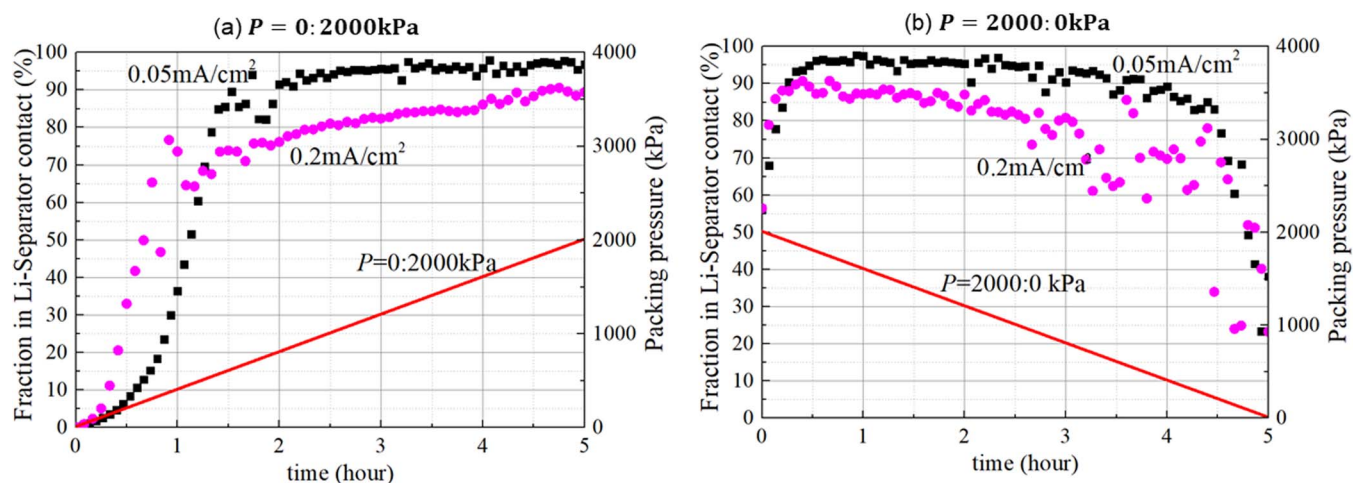 (a) P = 0: 2000kPa
Fraction in Li-Separator contact (%)
100
90
80
70
60
50
40
30
20
10
0
0.05mA/cm²
0.2mA/cm²
P=0:2000kPa
4000
3000
2000
1000
0
Packing pressure (kPa)
0 1 2 3 4 5
time (hour)
(b) P = 2000: 0kPa
Fraction in Li-Separator contact (%)
100
90
80
70
60
50
40
30
20
10
0
0.05mA/cm²
0.2mA/cm²
P=2000:0 kPa
4000
3000
2000
1000
0
Packing pressure (kPa)
0 1 2 3 4 5
time (hour)